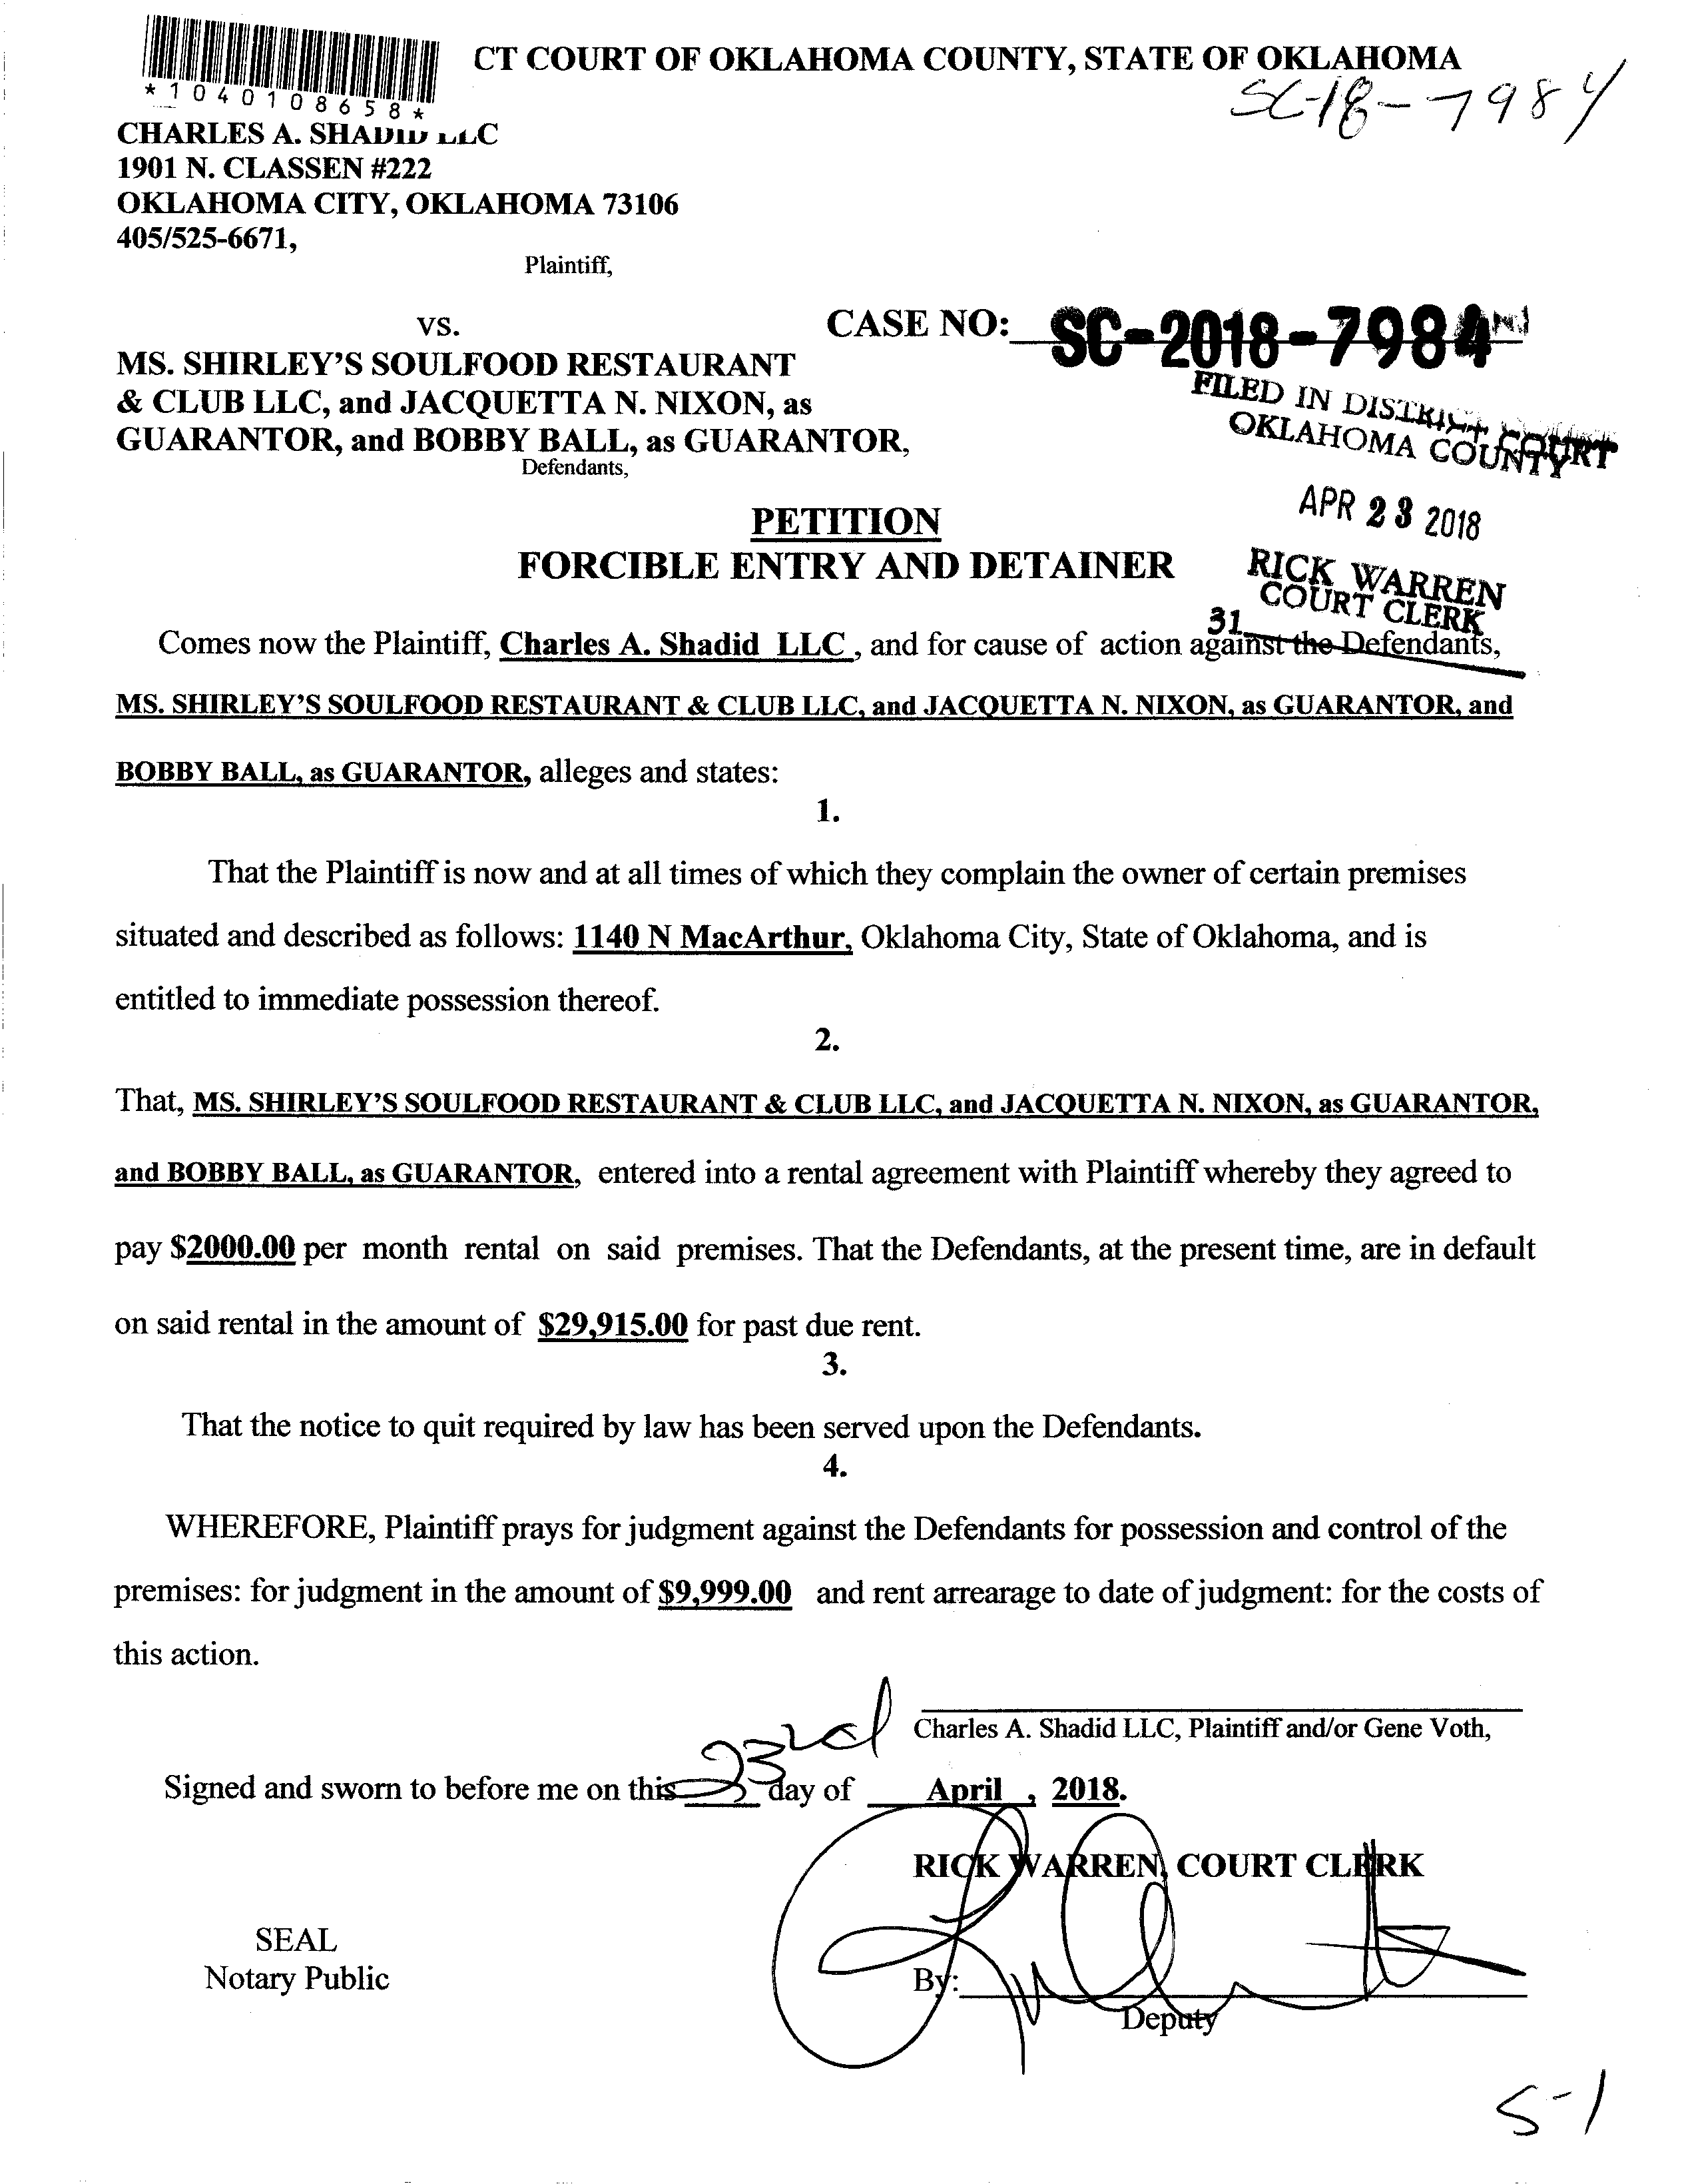 CT COURT OF OKLAHOMA COUNTY, STATE OF OKLAHOMA
*1040108658*
SC-18-7984
CHARLES A. SHADID LLC
1901 N. CLASSEN #222
OKLAHOMA CITY, OKLAHOMA 73106
405/525-6671,
Plaintiff,
vs.
CASE NO: SC-2018-7984
MS. SHIRLEY'S SOULFOOD RESTAURANT
& CLUB LLC, and JACQUETTA N. NIXON, as
GUARANTOR, and BOBBY BALL, as GUARANTOR,
Defendants,
FILED IN DISTRICT COURT
OKLAHOMA COUNTY
APR 23 2018
RICK WARREN
COURT CLERK
31
PETITION
FORCIBLE ENTRY AND DETAINER
Comes now the Plaintiff, Charles A. Shadid LLC , and for cause of action against the Defendants,
MS. SHIRLEY'S SOULFOOD RESTAURANT & CLUB LLC, and JACQUETTA N. NIXON, as GUARANTOR, and
BOBBY BALL, as GUARANTOR, alleges and states:
1.
That the Plaintiff is now and at all times of which they complain the owner of certain premises
situated and described as follows: 1140 N MacArthur, Oklahoma City, State of Oklahoma, and is
entitled to immediate possession thereof.
2.
That, MS. SHIRLEY'S SOULFOOD RESTAURANT & CLUB LLC, and JACQUETTA N. NIXON, as GUARANTOR,
and BOBBY BALL, as GUARANTOR, entered into a rental agreement with Plaintiff whereby they agreed to
pay $2000.00 per month rental on said premises. That the Defendants, at the present time, are in default
on said rental in the amount of $29,915.00 for past due rent.
3.
That the notice to quit required by law has been served upon the Defendants.
4.
WHEREFORE, Plaintiff prays for judgment against the Defendants for possession and control of the
premises: for judgment in the amount of $9,999.00 and rent arrearage to date of judgment: for the costs of
this action.
Charles A. Shadid LLC, Plaintiff and/or Gene Voth,
Signed and sworn to before me on this 23rd day of April , 2018.
RICK WARREN, COURT CLERK
SEAL
Notary Public
By:
Deputy
S-1